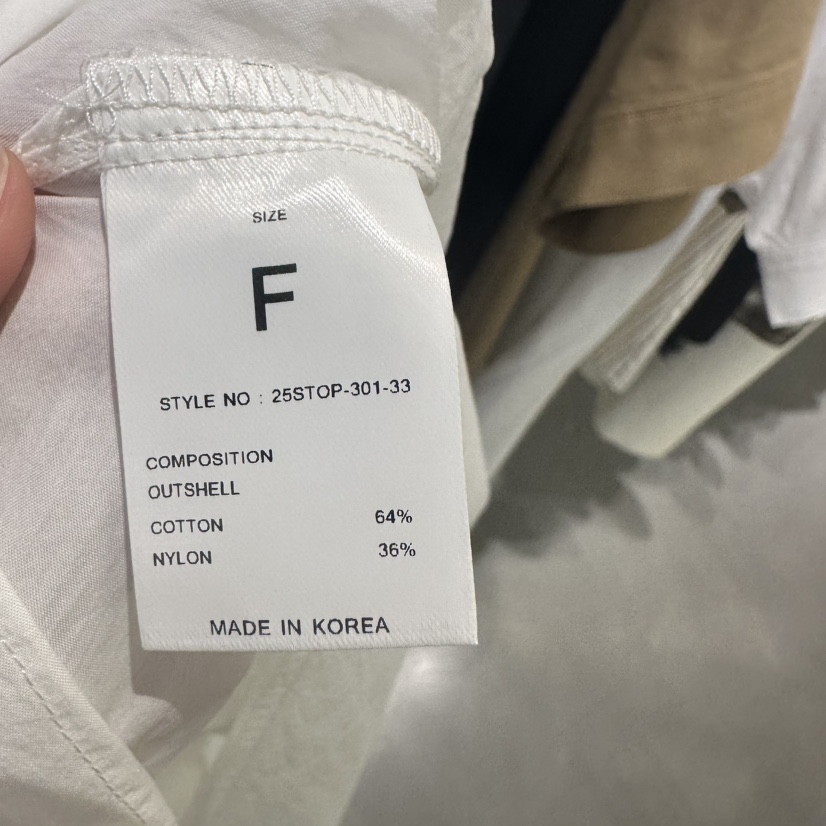 SIZE
F
STYLE NO : 25STOP-301-33
COMPOSITION
OUTSHELL
COTTON 64%
NYLON 36%
MADE IN KOREA